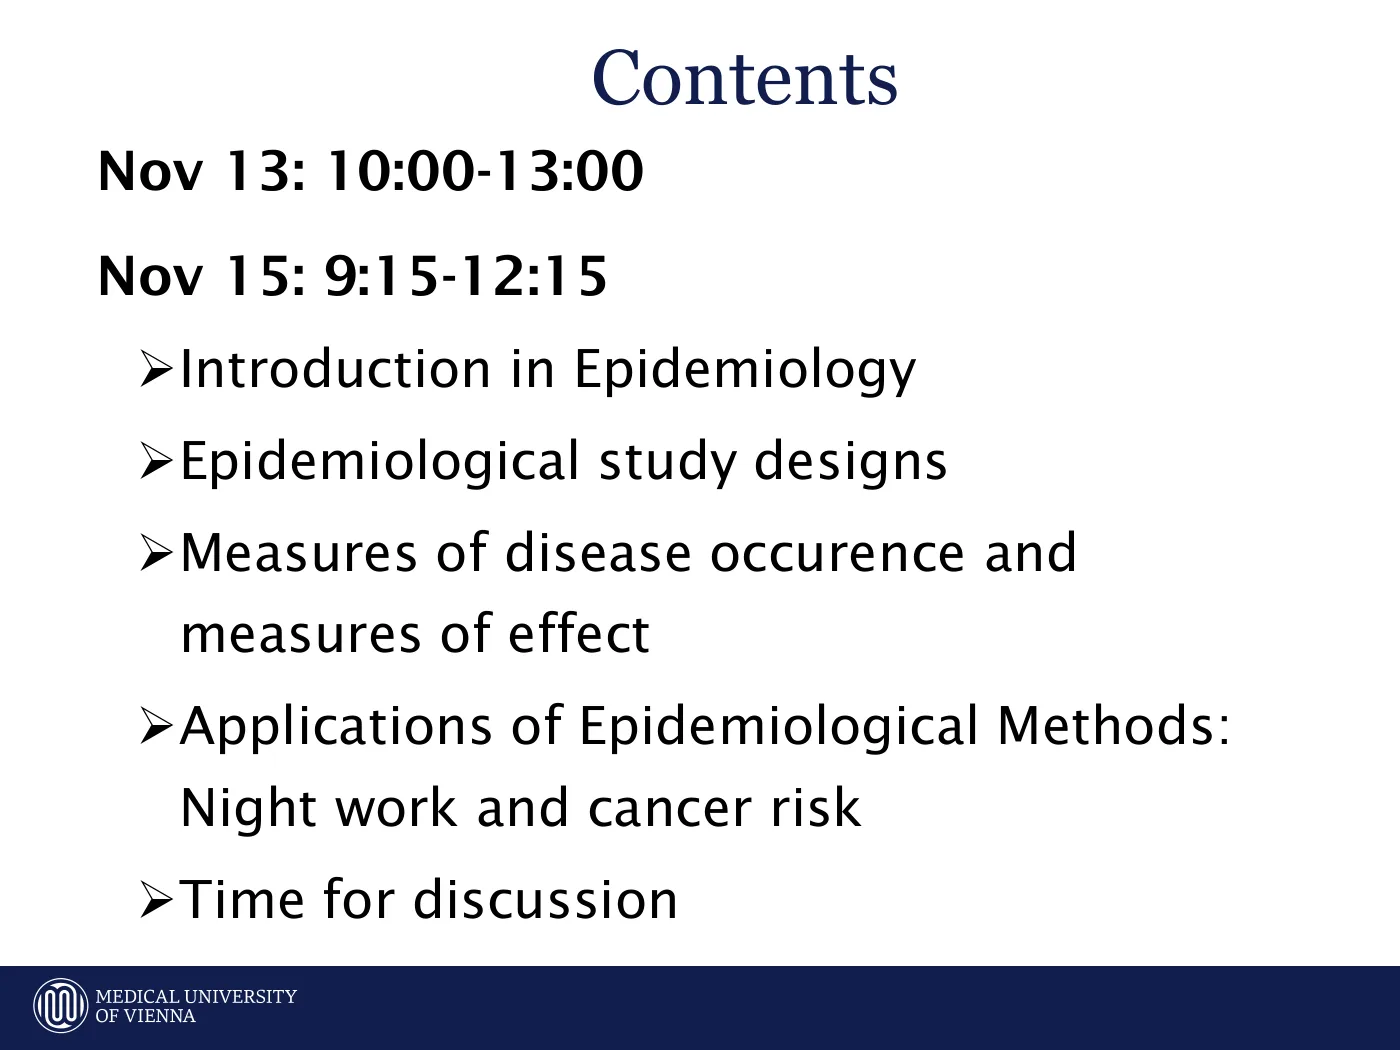 Contents
Nov 13: 10:00-13:00
Nov 15: 9:15-12:15
➢Introduction in Epidemiology
➢Epidemiological study designs
➢Measures of disease occurence and
measures of effect
➢Applications of Epidemiological Methods:
Night work and cancer risk
➢Time for discussion
MEDICAL UNIVERSITY
OF VIENNA